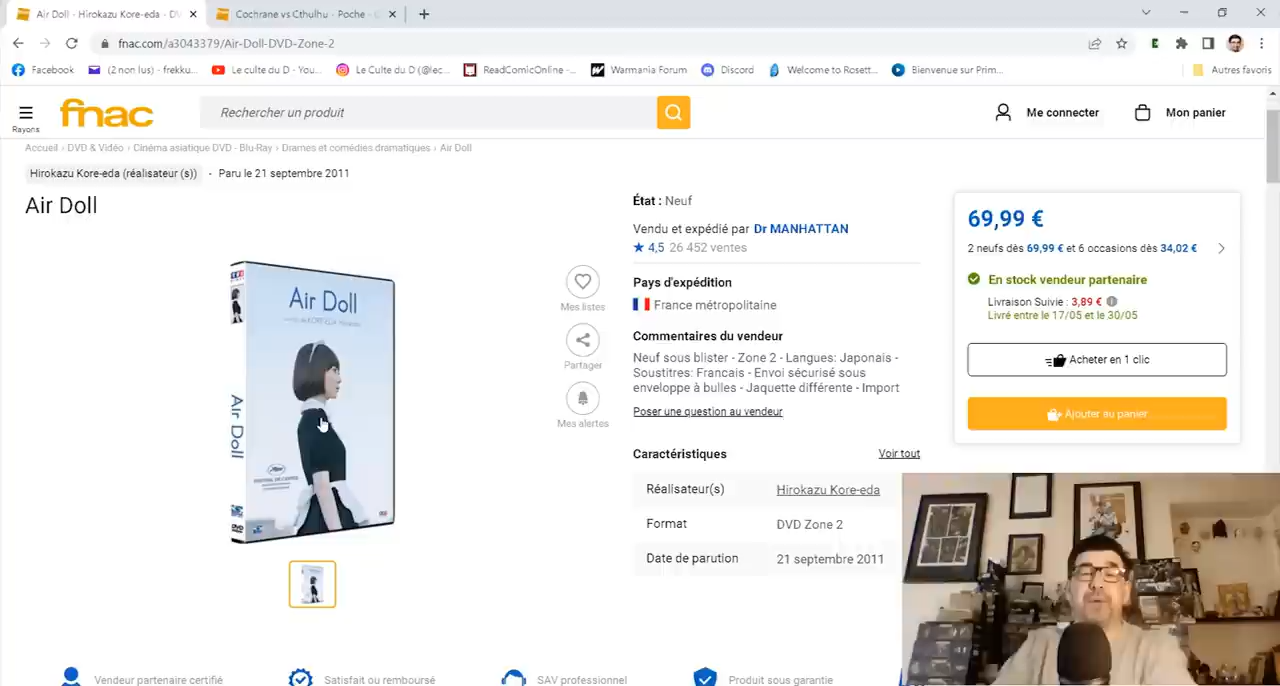 Air Doll - Hirokazu Kore-eda - DV
Cochrane vs Cthulhu - Poche - 
fnac.com/a3043379/Air-Doll-DVD-Zone-2
Facebook
(2 non lus) - frekku...
Le culte du D - You...
Le Culte du D (@lec...
ReadComicOnline -...
Warmania Forum
Discord
Welcome to Rosett...
Bienvenue sur Prim...
Autres favoris
Rayons
fnac
Rechercher un produit
Me connecter
Mon panier
Accueil › DVD & Vidéo › Cinéma asiatique DVD - Blu-Ray › Drames et comédies dramatiques › Air Doll
Hirokazu Kore-eda (réalisateur (s)) - Paru le 21 septembre 2011
Air Doll
Air Doll
Air Doll
FESTIVAL DE CANNES
DVD
Mes listes
Partager
Mes alertes
État : Neuf
Vendu et expédié par Dr MANHATTAN
★ 4,5 26 452 ventes
Pays d'expédition
France métropolitaine
Commentaires du vendeur
Neuf sous blister - Zone 2 - Langues: Japonais -
Soustitres: Francais - Envoi sécurisé sous
enveloppe à bulles - Jaquette différente - Import
Poser une question au vendeur
Caractéristiques
Voir tout
Réalisateur(s) Hirokazu Kore-eda
Format DVD Zone 2
Date de parution 21 septembre 2011
69,99 €
2 neufs dès 69,99 € et 6 occasions dès 34,02 €
En stock vendeur partenaire
Livraison Suivie : 3,89 €
Livré entre le 17/05 et le 30/05
Acheter en 1 clic
Ajouter au panier
Vendeur partenaire certifié
Satisfait ou remboursé
SAV professionnel
Produit sous garantie